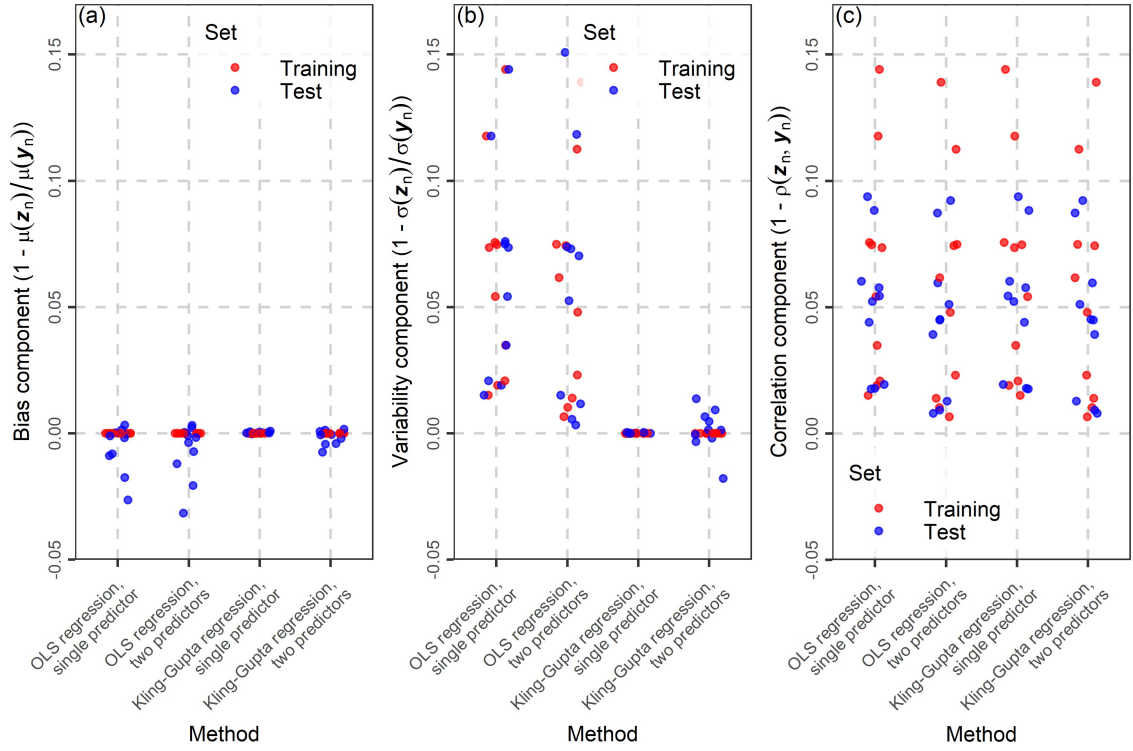 (a)
Set
Training
Test
Bias component (1 - μ(zₙ)/μ(yₙ))
0.15
0.10
0.05
0.00
-0.05
OLS regression,
single predictor
OLS regression,
two predictors
Kling-Gupta regression,
single predictor
Kling-Gupta regression,
two predictors
Method
(b)
Set
Training
Test
Variability component (1 - σ(zₙ)/σ(yₙ))
0.15
0.10
0.05
0.00
-0.05
OLS regression,
single predictor
OLS regression,
two predictors
Kling-Gupta regression,
single predictor
Kling-Gupta regression,
two predictors
Method
(c)
Correlation component (1 - ρ(zₙ, yₙ))
0.15
0.10
0.05
0.00
-0.05
Set
Training
Test
OLS regression,
single predictor
OLS regression,
two predictors
Kling-Gupta regression,
single predictor
Kling-Gupta regression,
two predictors
Method